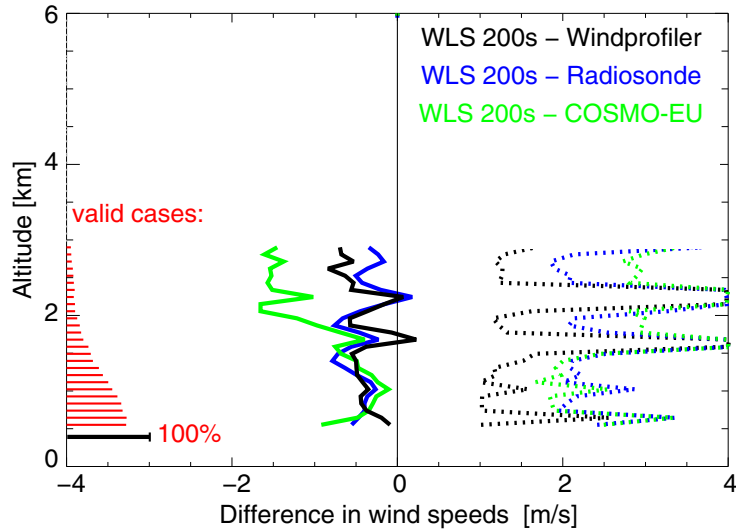 6
WLS 200s − Windprofiler
WLS 200s − Radiosonde
WLS 200s − COSMO-EU
4
valid cases:
2
100%
0
−4
−2
0
2
4
Altitude [km]
Difference in wind speeds [m/s]